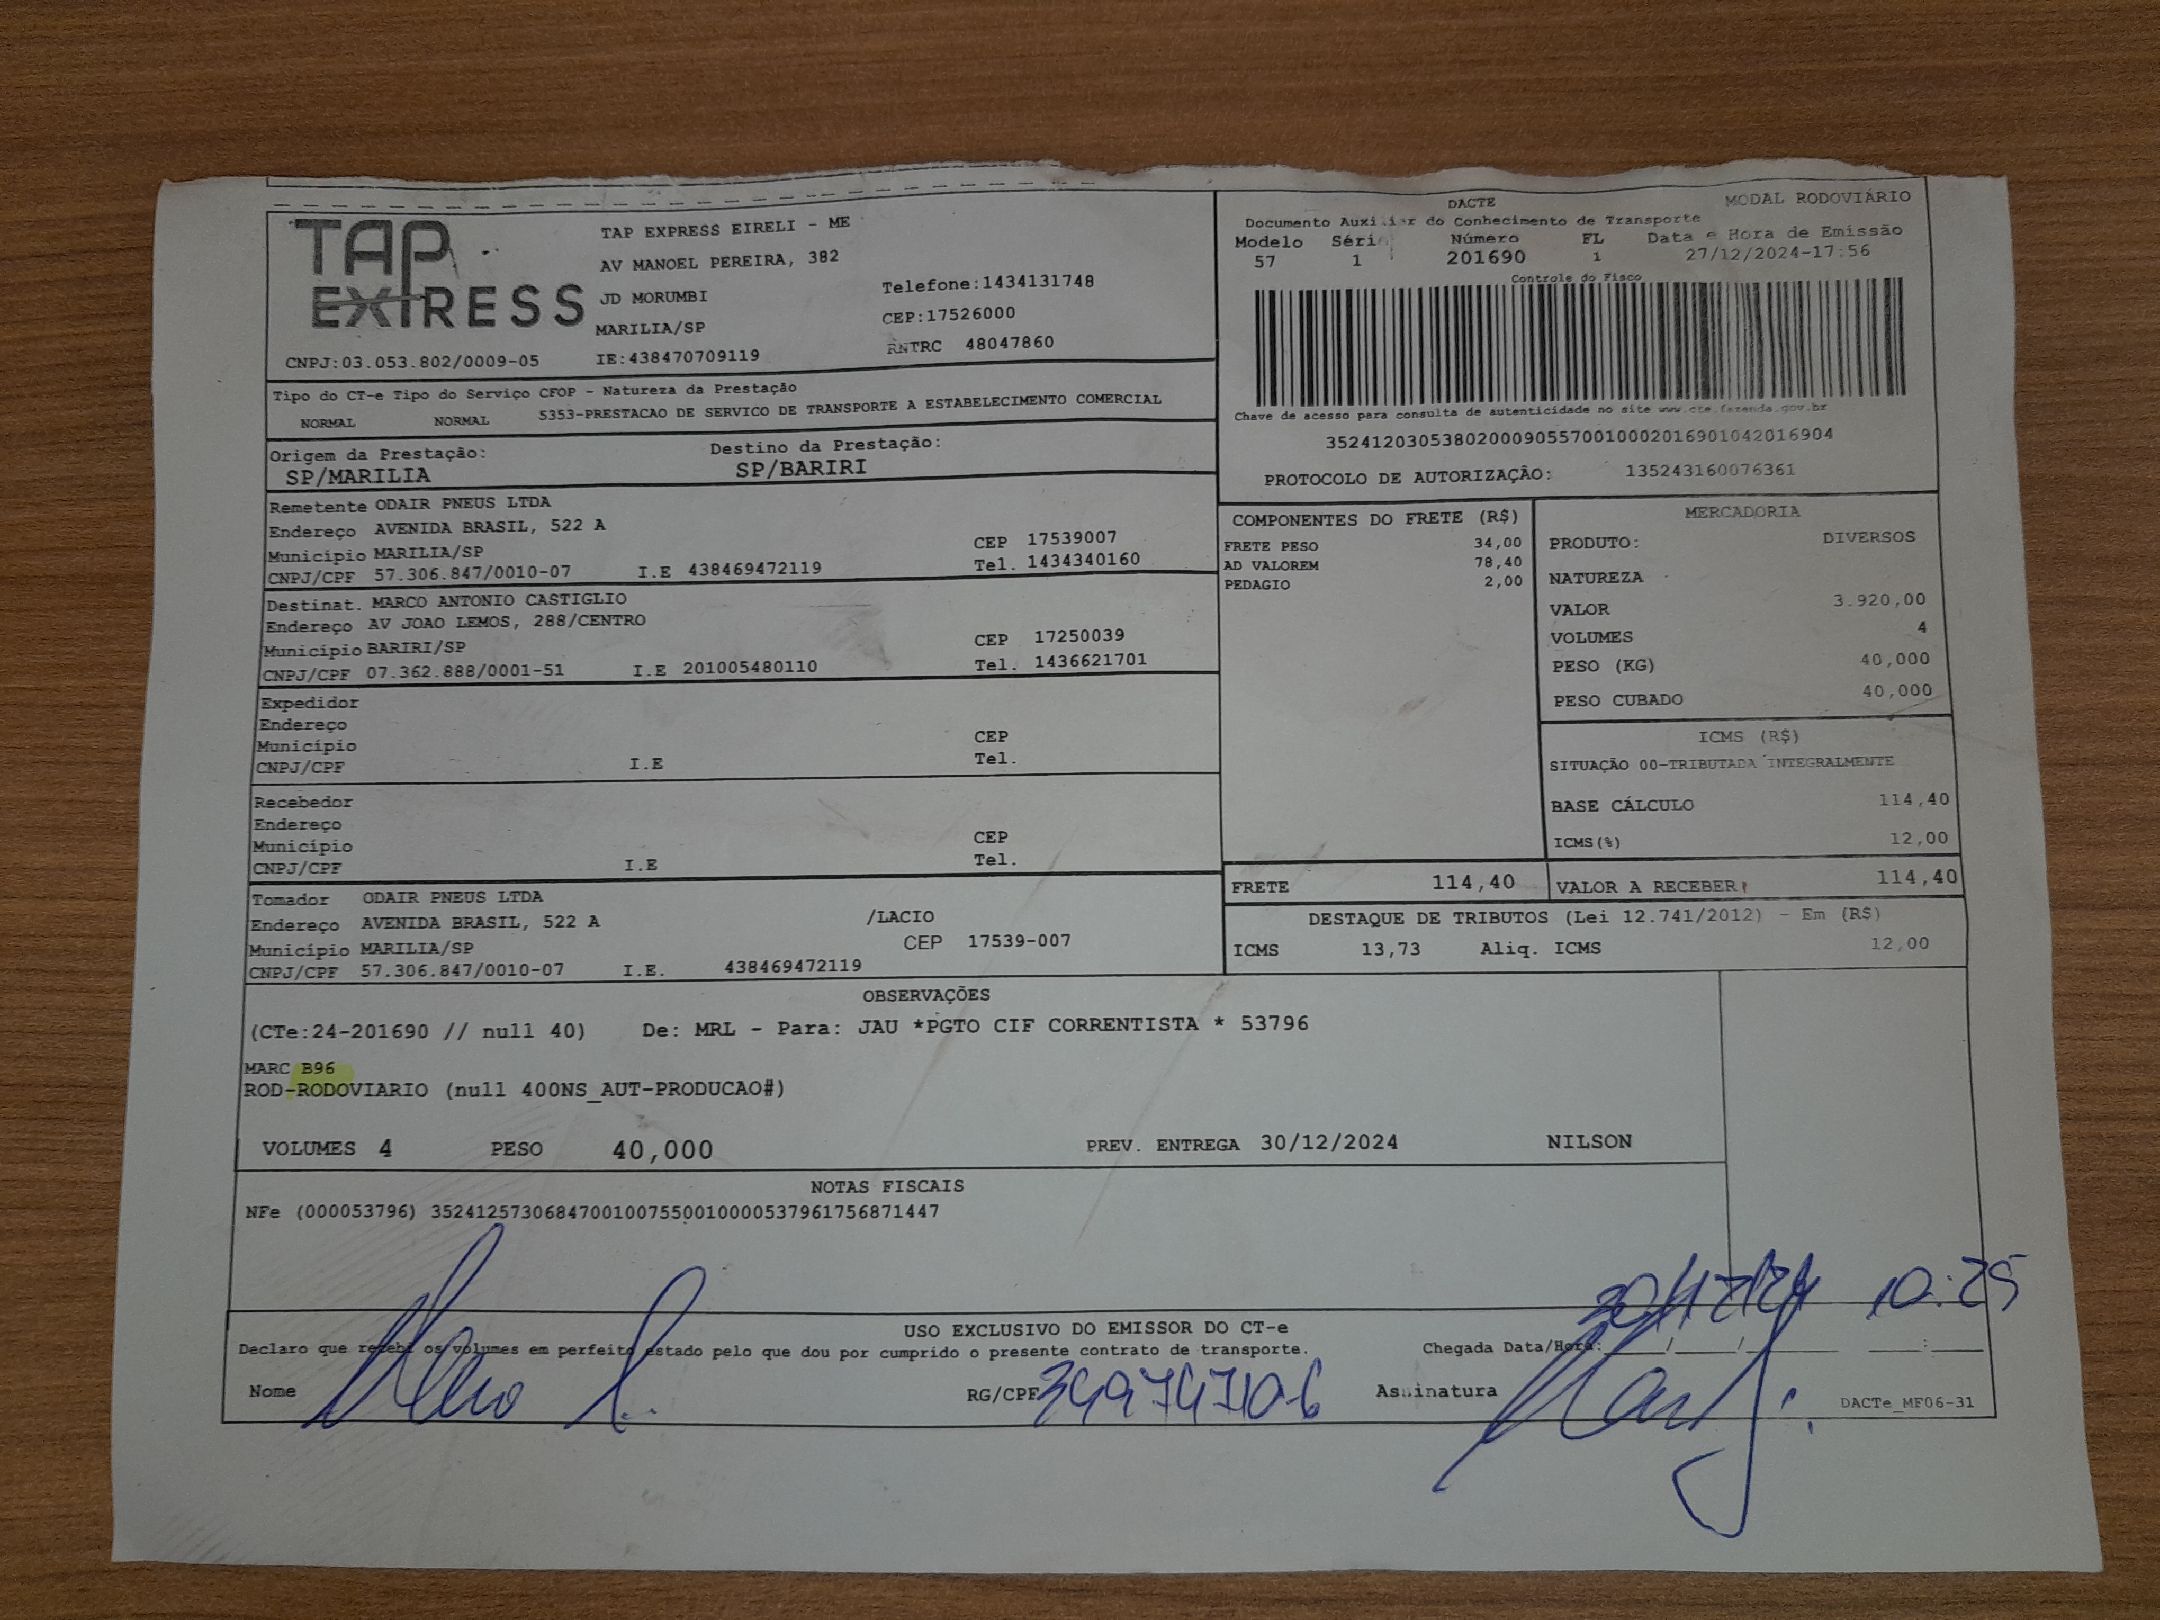 TAP
EXPRESS
TAP EXPRESS EIRELI - ME
AV MANOEL PEREIRA, 382
JD MORUMBI
MARILIA/SP
Telefone:1434131748
CEP:17526000
CNPJ:03.053.802/0009-05 IE:438470709119 RNTRC 48047860
DACTE MODAL RODOVIÁRIO
Documento Auxiliar do Conhecimento de Transporte
Modelo Série Número FL Data e Hora de Emissão
57 1 201690 1 27/12/2024-17:56
Controle do Fisco
Chave de acesso para consulta de autenticidade no site www.cte.fazenda.gov.br
35241203053802000905570010002016901042016904
PROTOCOLO DE AUTORIZAÇÃO: 135243160076361
Tipo do CT-e Tipo do Serviço CFOP - Natureza da Prestação
NORMAL NORMAL 5353-PRESTACAO DE SERVICO DE TRANSPORTE A ESTABELECIMENTO COMERCIAL
Origem da Prestação: Destino da Prestação:
SP/MARILIA SP/BARIRI
Remetente ODAIR PNEUS LTDA
Endereço AVENIDA BRASIL, 522 A
Município MARILIA/SP CEP 17539007
CNPJ/CPF 57.306.847/0010-07 I.E 438469472119 Tel. 1434340160
Destinat. MARCO ANTONIO CASTIGLIO
Endereço AV JOAO LEMOS, 288/CENTRO
Município BARIRI/SP CEP 17250039
CNPJ/CPF 07.362.888/0001-51 I.E 201005480110 Tel. 1436621701
Expedidor
Endereço
Município CEP
CNPJ/CPF I.E Tel.
Recebedor
Endereço
Município CEP
CNPJ/CPF I.E Tel.
Tomador ODAIR PNEUS LTDA
Endereço AVENIDA BRASIL, 522 A /LACIO
Município MARILIA/SP CEP 17539-007
CNPJ/CPF 57.306.847/0010-07 I.E. 438469472119
COMPONENTES DO FRETE (R$)
FRETE PESO 34,00
AD VALOREM 78,40
PEDAGIO 2,00
MERCADORIA
PRODUTO: DIVERSOS
NATUREZA
VALOR 3.920,00
VOLUMES 4
PESO (KG) 40,000
PESO CUBADO 40,000
ICMS (R$)
SITUAÇÃO 00-TRIBUTADA INTEGRALMENTE
BASE CÁLCULO 114,40
ICMS(%) 12,00
FRETE 114,40 VALOR A RECEBER 114,40
DESTAQUE DE TRIBUTOS (Lei 12.741/2012) - Em (R$)
ICMS 13,73 Aliq. ICMS 12,00
OBSERVAÇÕES
(CTe:24-201690 // null 40) De: MRL - Para: JAU *PGTO CIF CORRENTISTA * 53796
MARC B96
ROD-RODOVIARIO (null 400NS_AUT-PRODUCAO#)
VOLUMES 4 PESO 40,000 PREV. ENTREGA 30/12/2024 NILSON
NOTAS FISCAIS
NFe (000053796) 35241257306847001007550010000537961756871447
30/12/24 10:25
USO EXCLUSIVO DO EMISSOR DO CT-e
Declaro que recebi os volumes em perfeito estado pelo que dou por cumprido o presente contrato de transporte. Chegada Data/Hora:____/____/____ ____:____
Nome RG/CPF 34974710-6 Assinatura DACTe_MF06-31